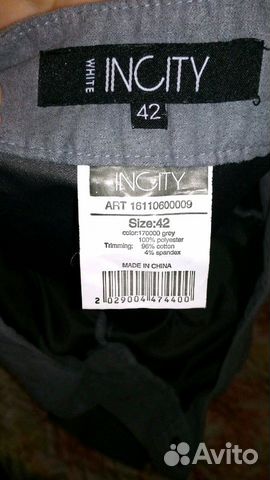 WHITE
INCITY
42
INCITY
ART 16110600009
Size:42
color:170000 grey
100% polyester
Trimming: 96% cotton
4% spandex
MADE IN CHINA
2 029004 474400
Avito